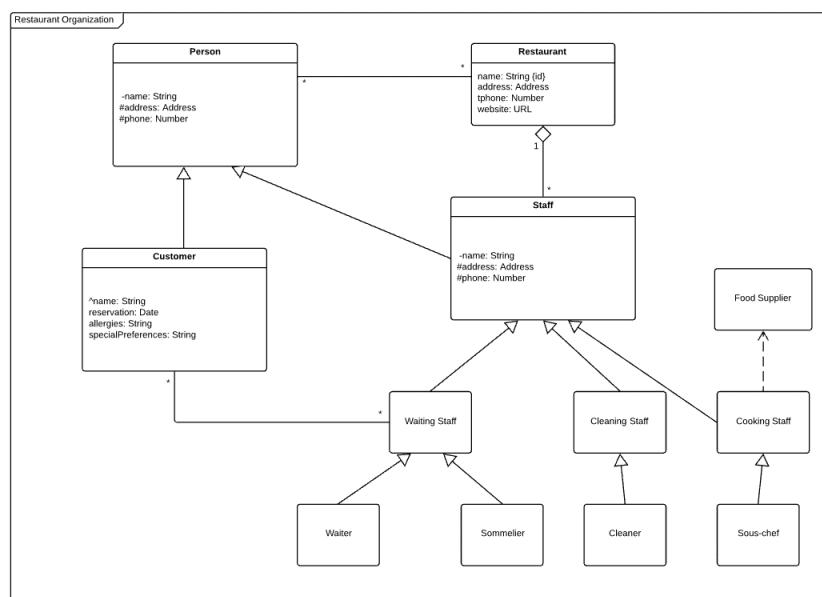 Restaurant Organization
Person
-name: String
#address: Address
#phone: Number
*
*
Restaurant
name: String {id}
address: Address
tphone: Number
website: URL
1
*
Staff
-name: String
#address: Address
#phone: Number
Customer
^name: String
reservation: Date
allergies: String
specialPreferences: String
*
*
Food Supplier
Waiting Staff
Cleaning Staff
Cooking Staff
Waiter
Sommelier
Cleaner
Sous-chef